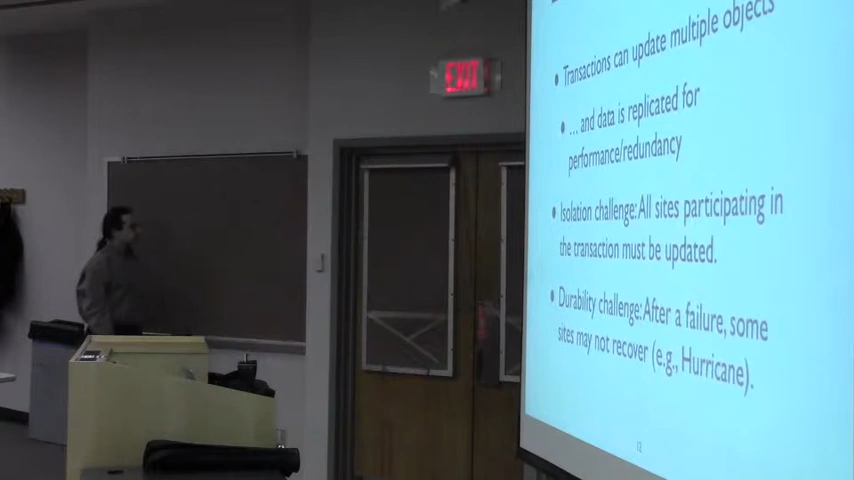 EXIT
Transactions can update multiple objects
... and data is replicated for
performance/redundancy
Isolation challenge: All sites participating in
the transaction must be updated.
Durability challenge: After a failure, some
sites may not recover (e.g., Hurricane).
12